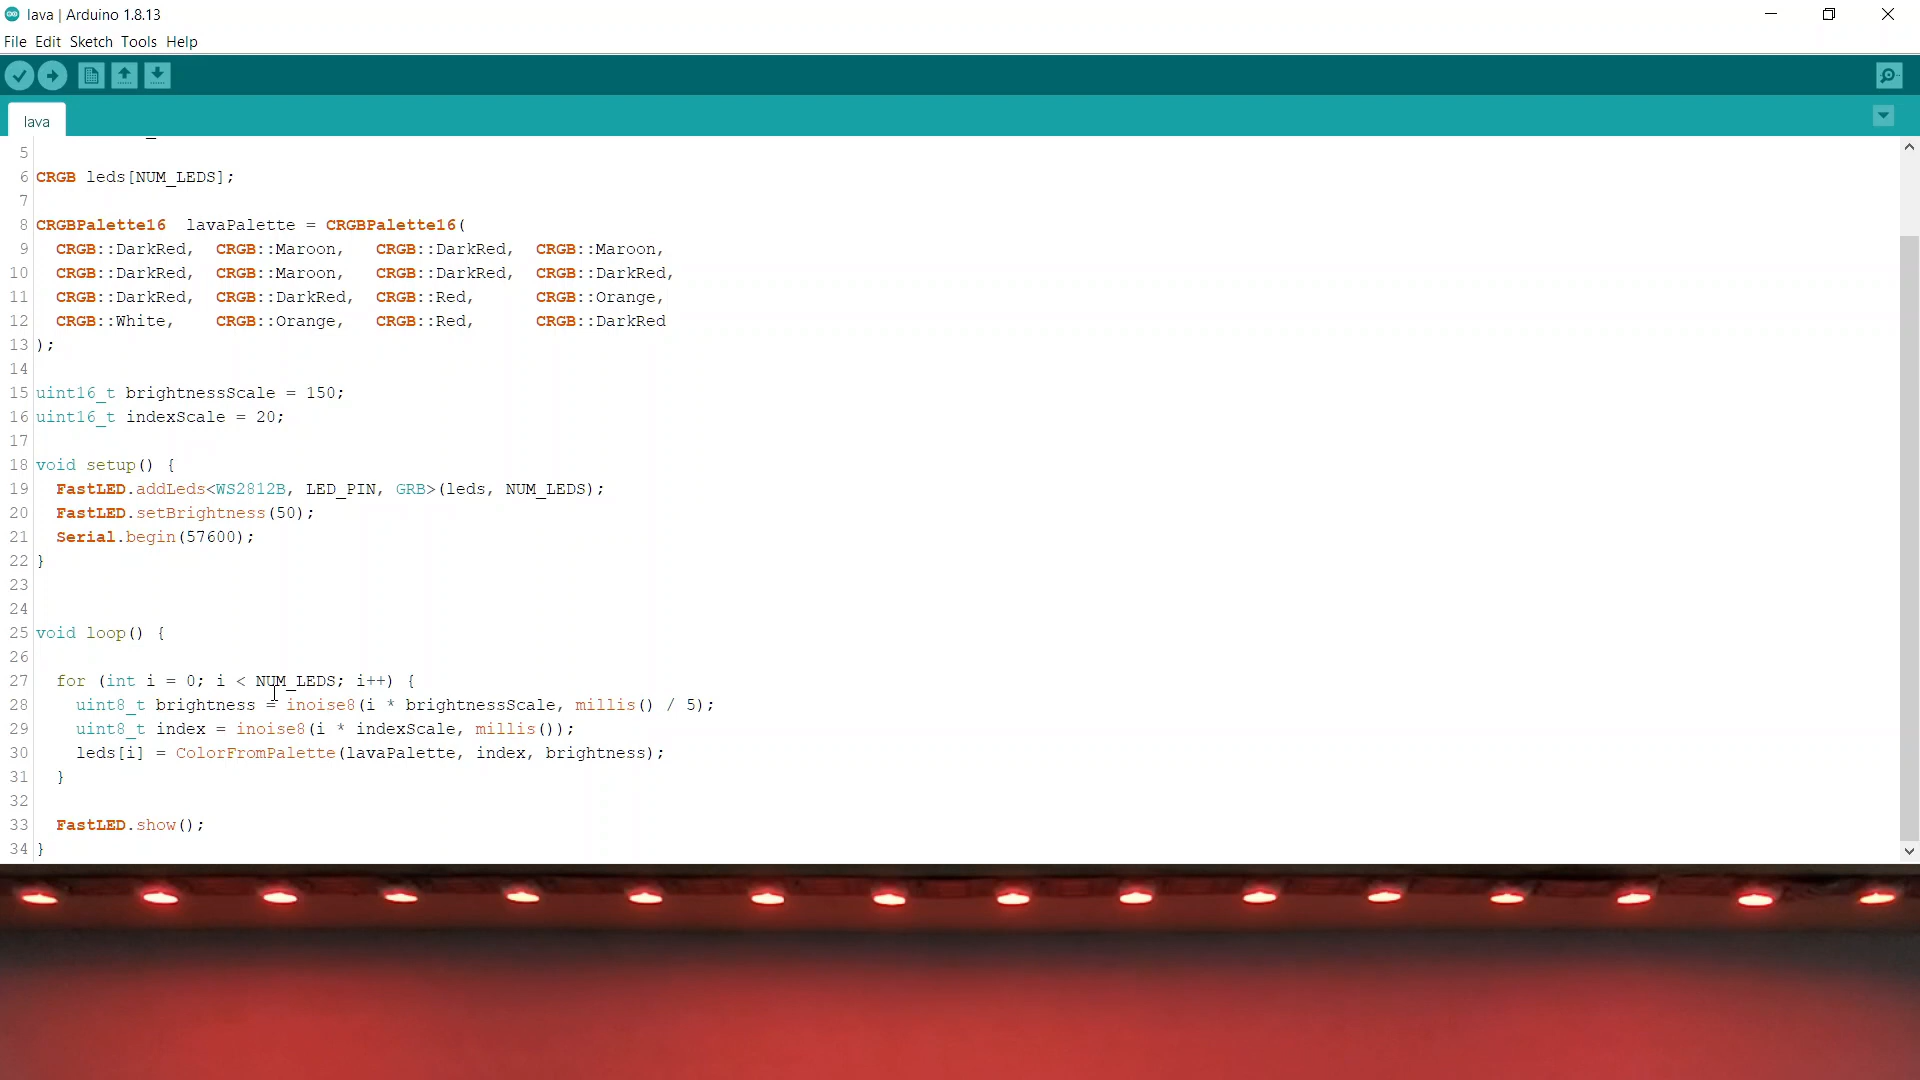 lava | Arduino 1.8.13
File Edit Sketch Tools Help
lava
5
6 CRGB leds[NUM_LEDS];
7
8 CRGBPalette16  lavaPalette = CRGBPalette16(
9   CRGB::DarkRed,  CRGB::Maroon,   CRGB::DarkRed,  CRGB::Maroon,
10   CRGB::DarkRed,  CRGB::Maroon,   CRGB::DarkRed,  CRGB::DarkRed,
11   CRGB::DarkRed,  CRGB::DarkRed,  CRGB::Red,      CRGB::Orange,
12   CRGB::White,    CRGB::Orange,   CRGB::Red,      CRGB::DarkRed
13 );
14
15 uint16_t brightnessScale = 150;
16 uint16_t indexScale = 20;
17
18 void setup() {
19   FastLED.addLeds<WS2812B, LED_PIN, GRB>(leds, NUM_LEDS);
20   FastLED.setBrightness(50);
21   Serial.begin(57600);
22 }
23
24
25 void loop() {
26
27   for (int i = 0; i < NUM_LEDS; i++) {
28     uint8_t brightness = inoise8(i * brightnessScale, millis() / 5);
29     uint8_t index = inoise8(i * indexScale, millis());
30     leds[i] = ColorFromPalette(lavaPalette, index, brightness);
31   }
32
33   FastLED.show();
34 }